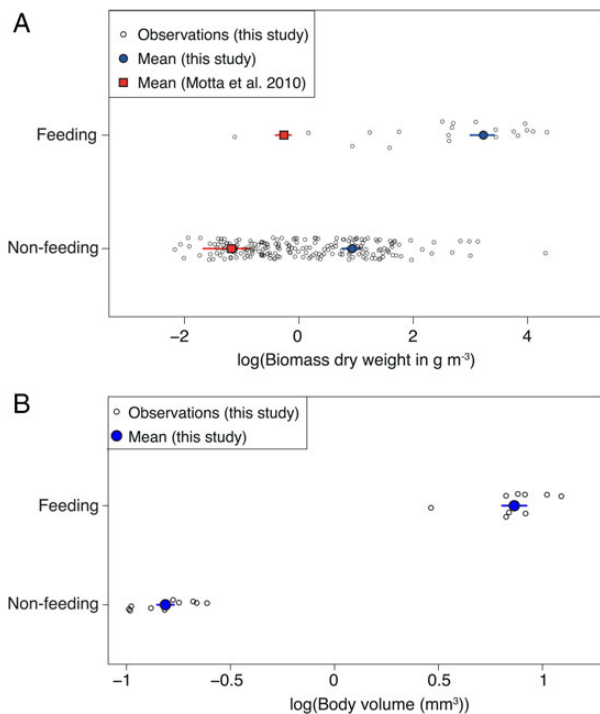 A
Observations (this study)
Mean (this study)
Mean (Motta et al. 2010)
Feeding
Non-feeding
−2 0 2 4
log(Biomass dry weight in g m⁻³)
B
Observations (this study)
Mean (this study)
Feeding
Non-feeding
−1 −0.5 0 0.5 1
log(Body volume (mm³))